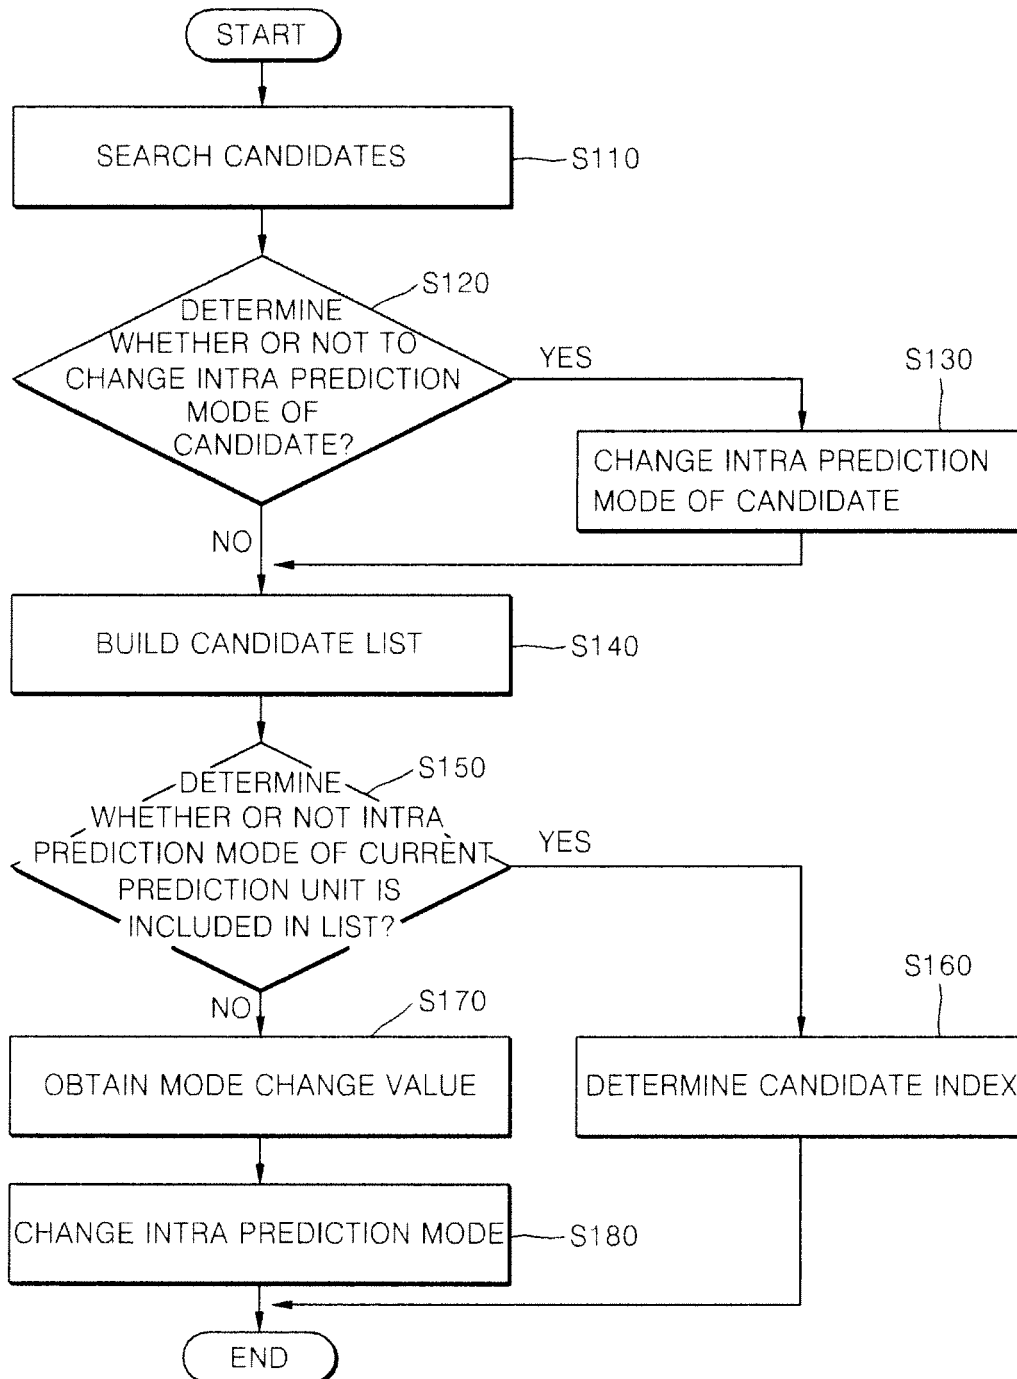 START
SEARCH CANDIDATES
S110
S120
DETERMINE
WHETHER OR NOT TO
CHANGE INTRA PREDICTION
MODE OF
CANDIDATE?
YES
S130
CHANGE INTRA PREDICTION
MODE OF CANDIDATE
NO
BUILD CANDIDATE LIST
S140
S150
DETERMINE
WHETHER OR NOT INTRA
PREDICTION MODE OF CURRENT
PREDICTION UNIT IS
INCLUDED IN LIST?
YES
S160
DETERMINE CANDIDATE INDEX
NO
S170
OBTAIN MODE CHANGE VALUE
CHANGE INTRA PREDICTION MODE
S180
END